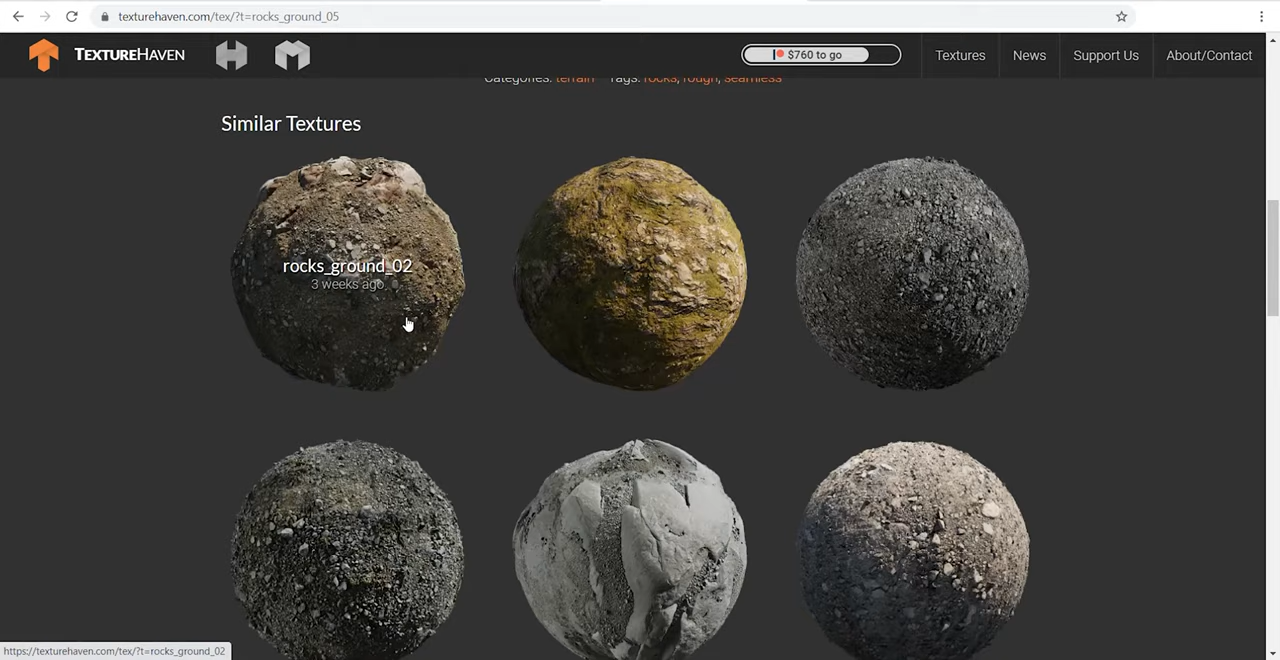 texturehaven.com/tex/?t=rocks_ground_05
TEXTUREHAVEN
$760 to go
Textures
News
Support Us
About/Contact
Categories: terrain Tags: rocks, rough, seamless
Similar Textures
rocks_ground_02
3 weeks ago
https://texturehaven.com/tex/?t=rocks_ground_02